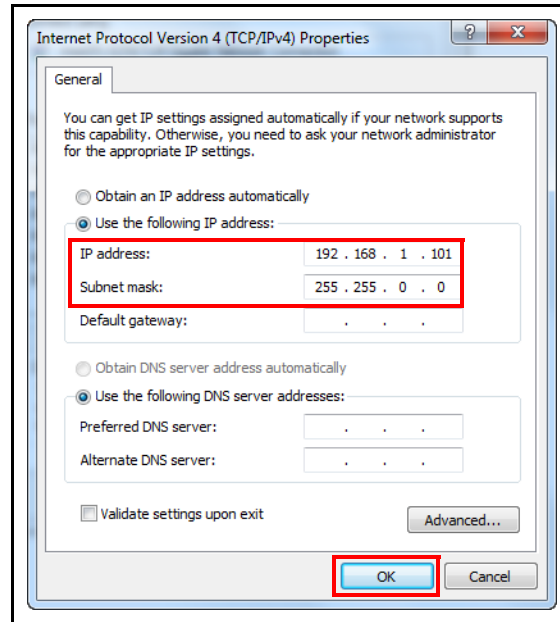 Internet Protocol Version 4 (TCP/IPv4) Properties
? X
General
You can get IP settings assigned automatically if your network supports
this capability. Otherwise, you need to ask your network administrator
for the appropriate IP settings.
Obtain an IP address automatically
Use the following IP address:
IP address: 192 . 168 . 1 . 101
Subnet mask: 255 . 255 . 0 . 0
Default gateway: . . .
Obtain DNS server address automatically
Use the following DNS server addresses:
Preferred DNS server: . . .
Alternate DNS server: . . .
Validate settings upon exit
Advanced...
OK Cancel